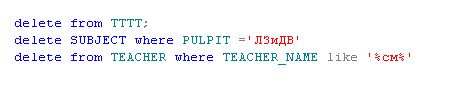 delete from TTTT;
delete SUBJECT where PULPIT ='ЛЗиДВ'
delete from TEACHER where TEACHER_NAME like '%см%'